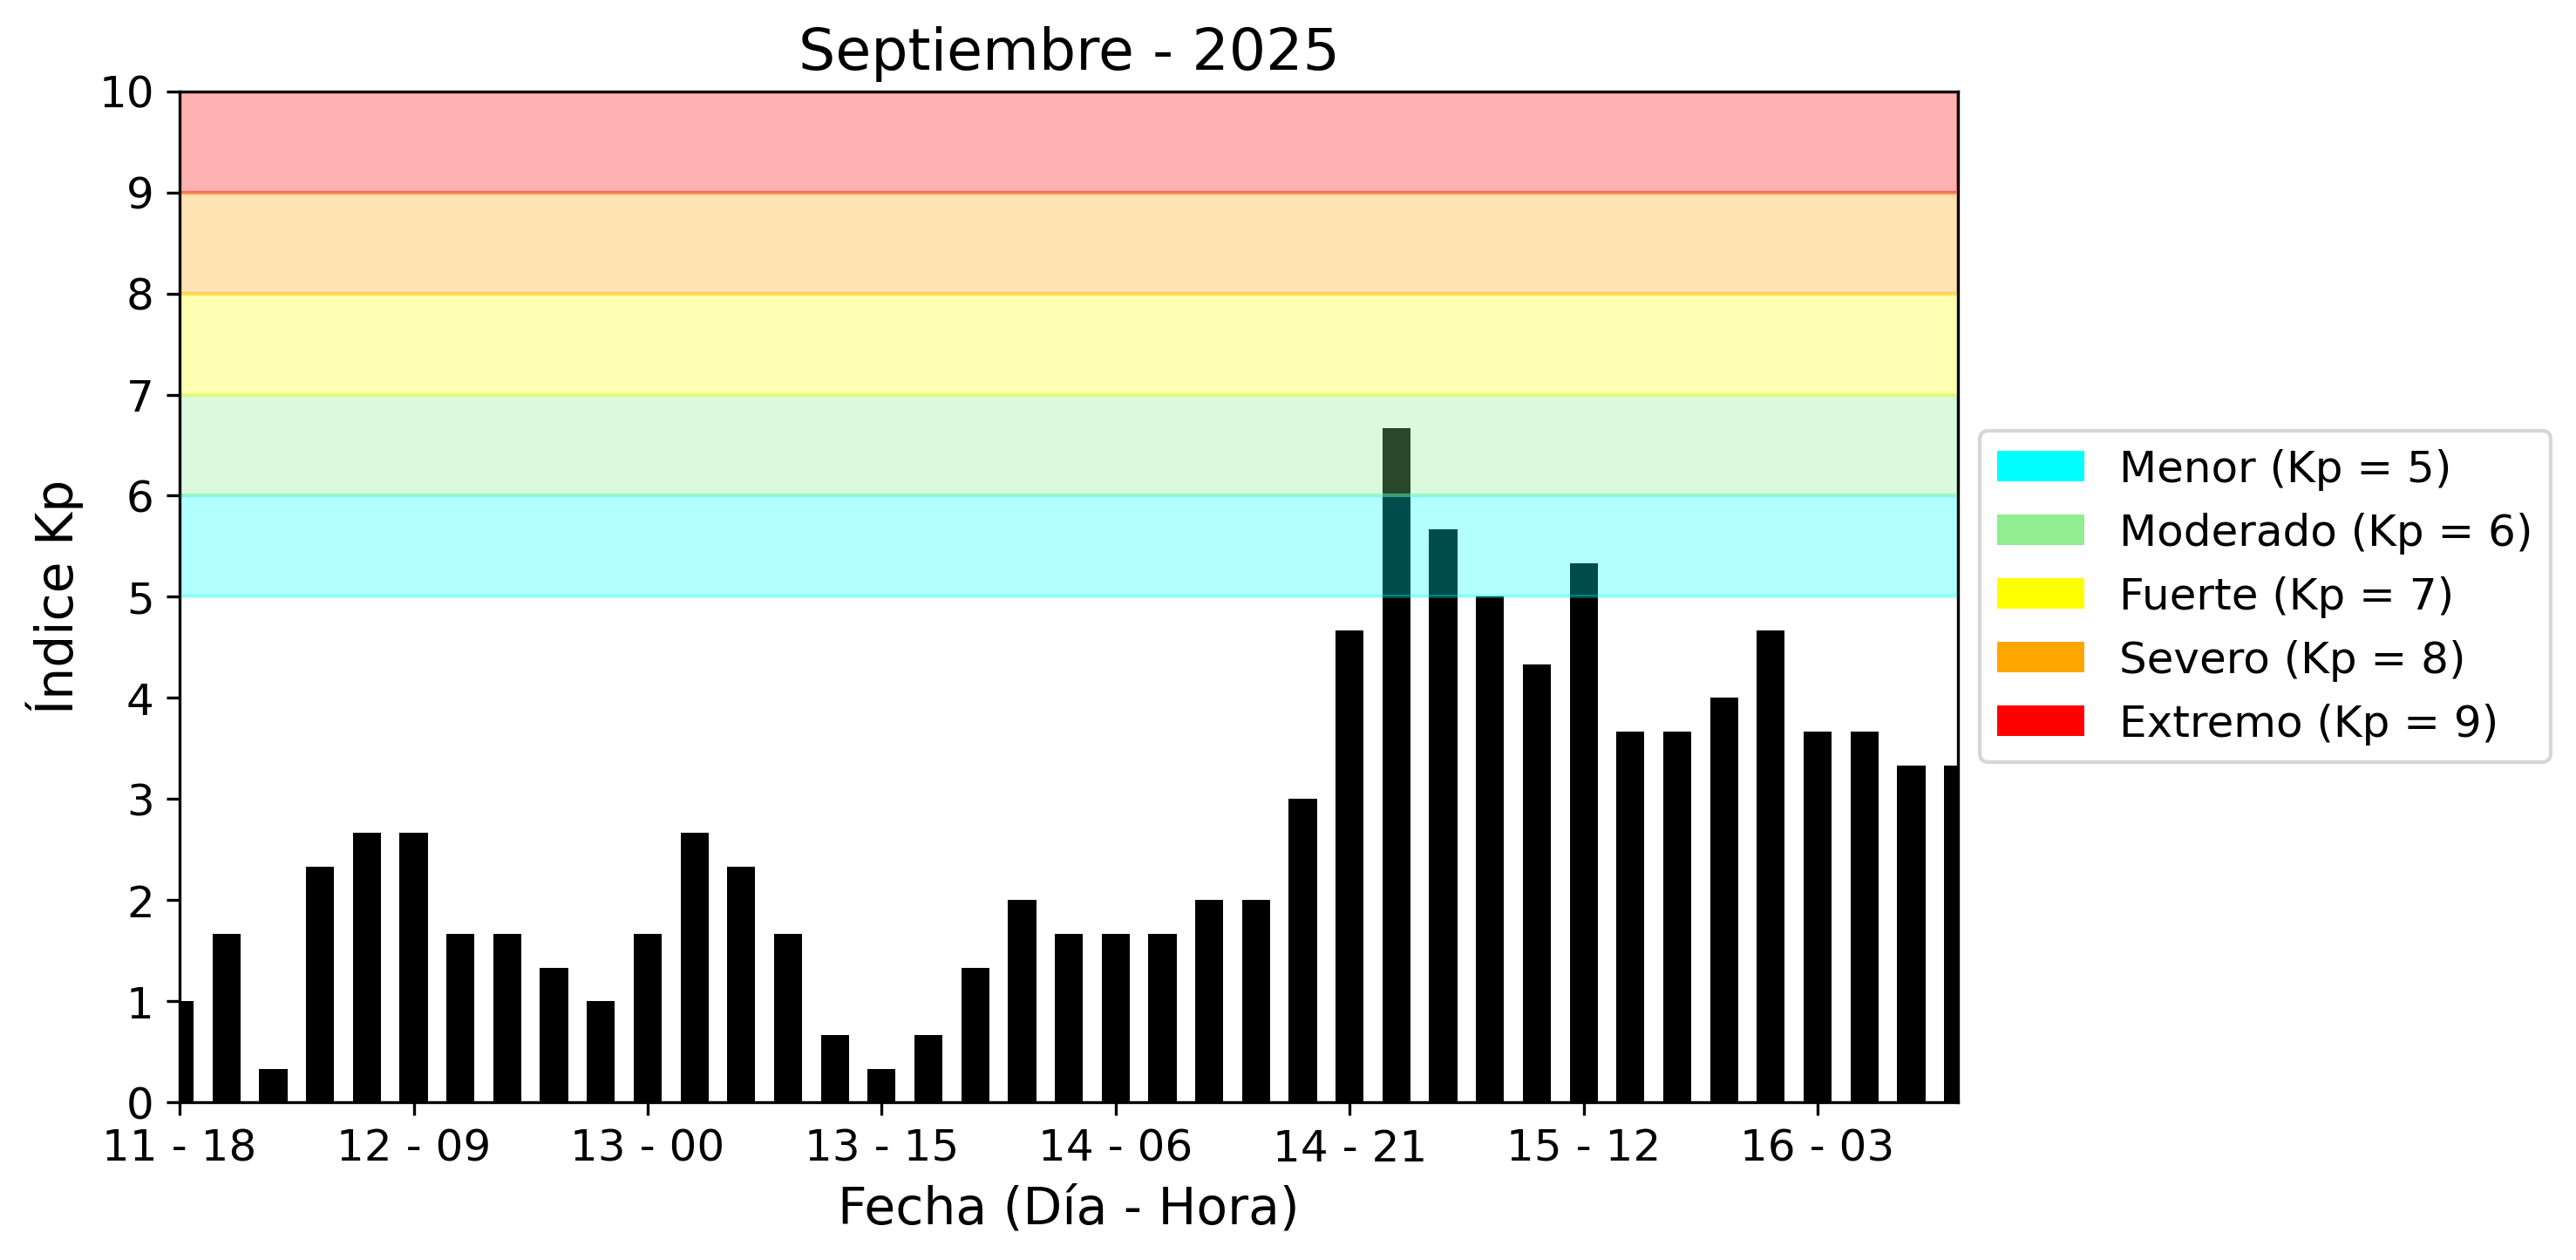 Septiembre - 2025
10
9
8
7
6
5
4
3
2
1
0
Índice Kp
11 - 18
12 - 09
13 - 00
13 - 15
14 - 06
14 - 21
15 - 12
16 - 03
Fecha (Día - Hora)
Menor (Kp = 5)
Moderado (Kp = 6)
Fuerte (Kp = 7)
Severo (Kp = 8)
Extremo (Kp = 9)